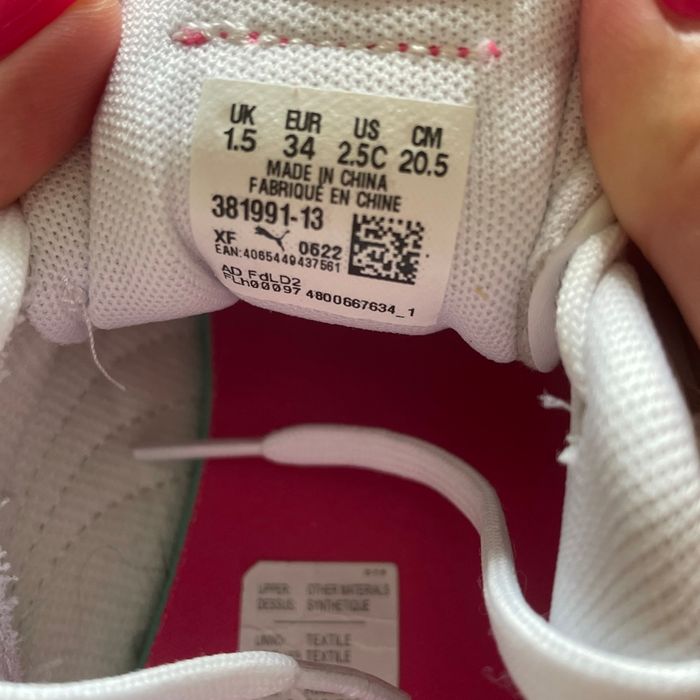 UK EUR US CM
1.5 34 2.5C 20.5
MADE IN CHINA
FABRIQUÉ EN CHINE
381991-13
XF 0622
EAN:4065449437561
AD FdLD2
FLh00097 4800667634_1
UPPER: OTHER MATERIALS
DESSUS: SYNTHETIQUE
TEXTILE
TEXTILE